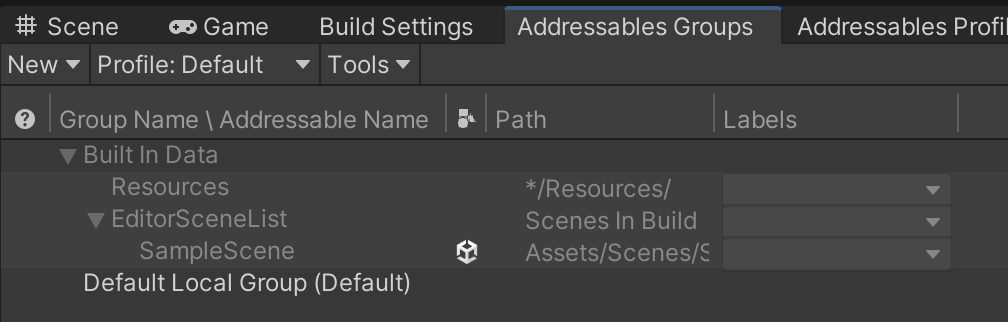 Scene Game Build Settings Addressables Groups Addressables Profi
New Profile: Default Tools
? Group Name \ Addressable Name Path Labels
Built In Data
Resources */Resources/
EditorSceneList Scenes In Build
SampleScene Assets/Scenes/S
Default Local Group (Default)